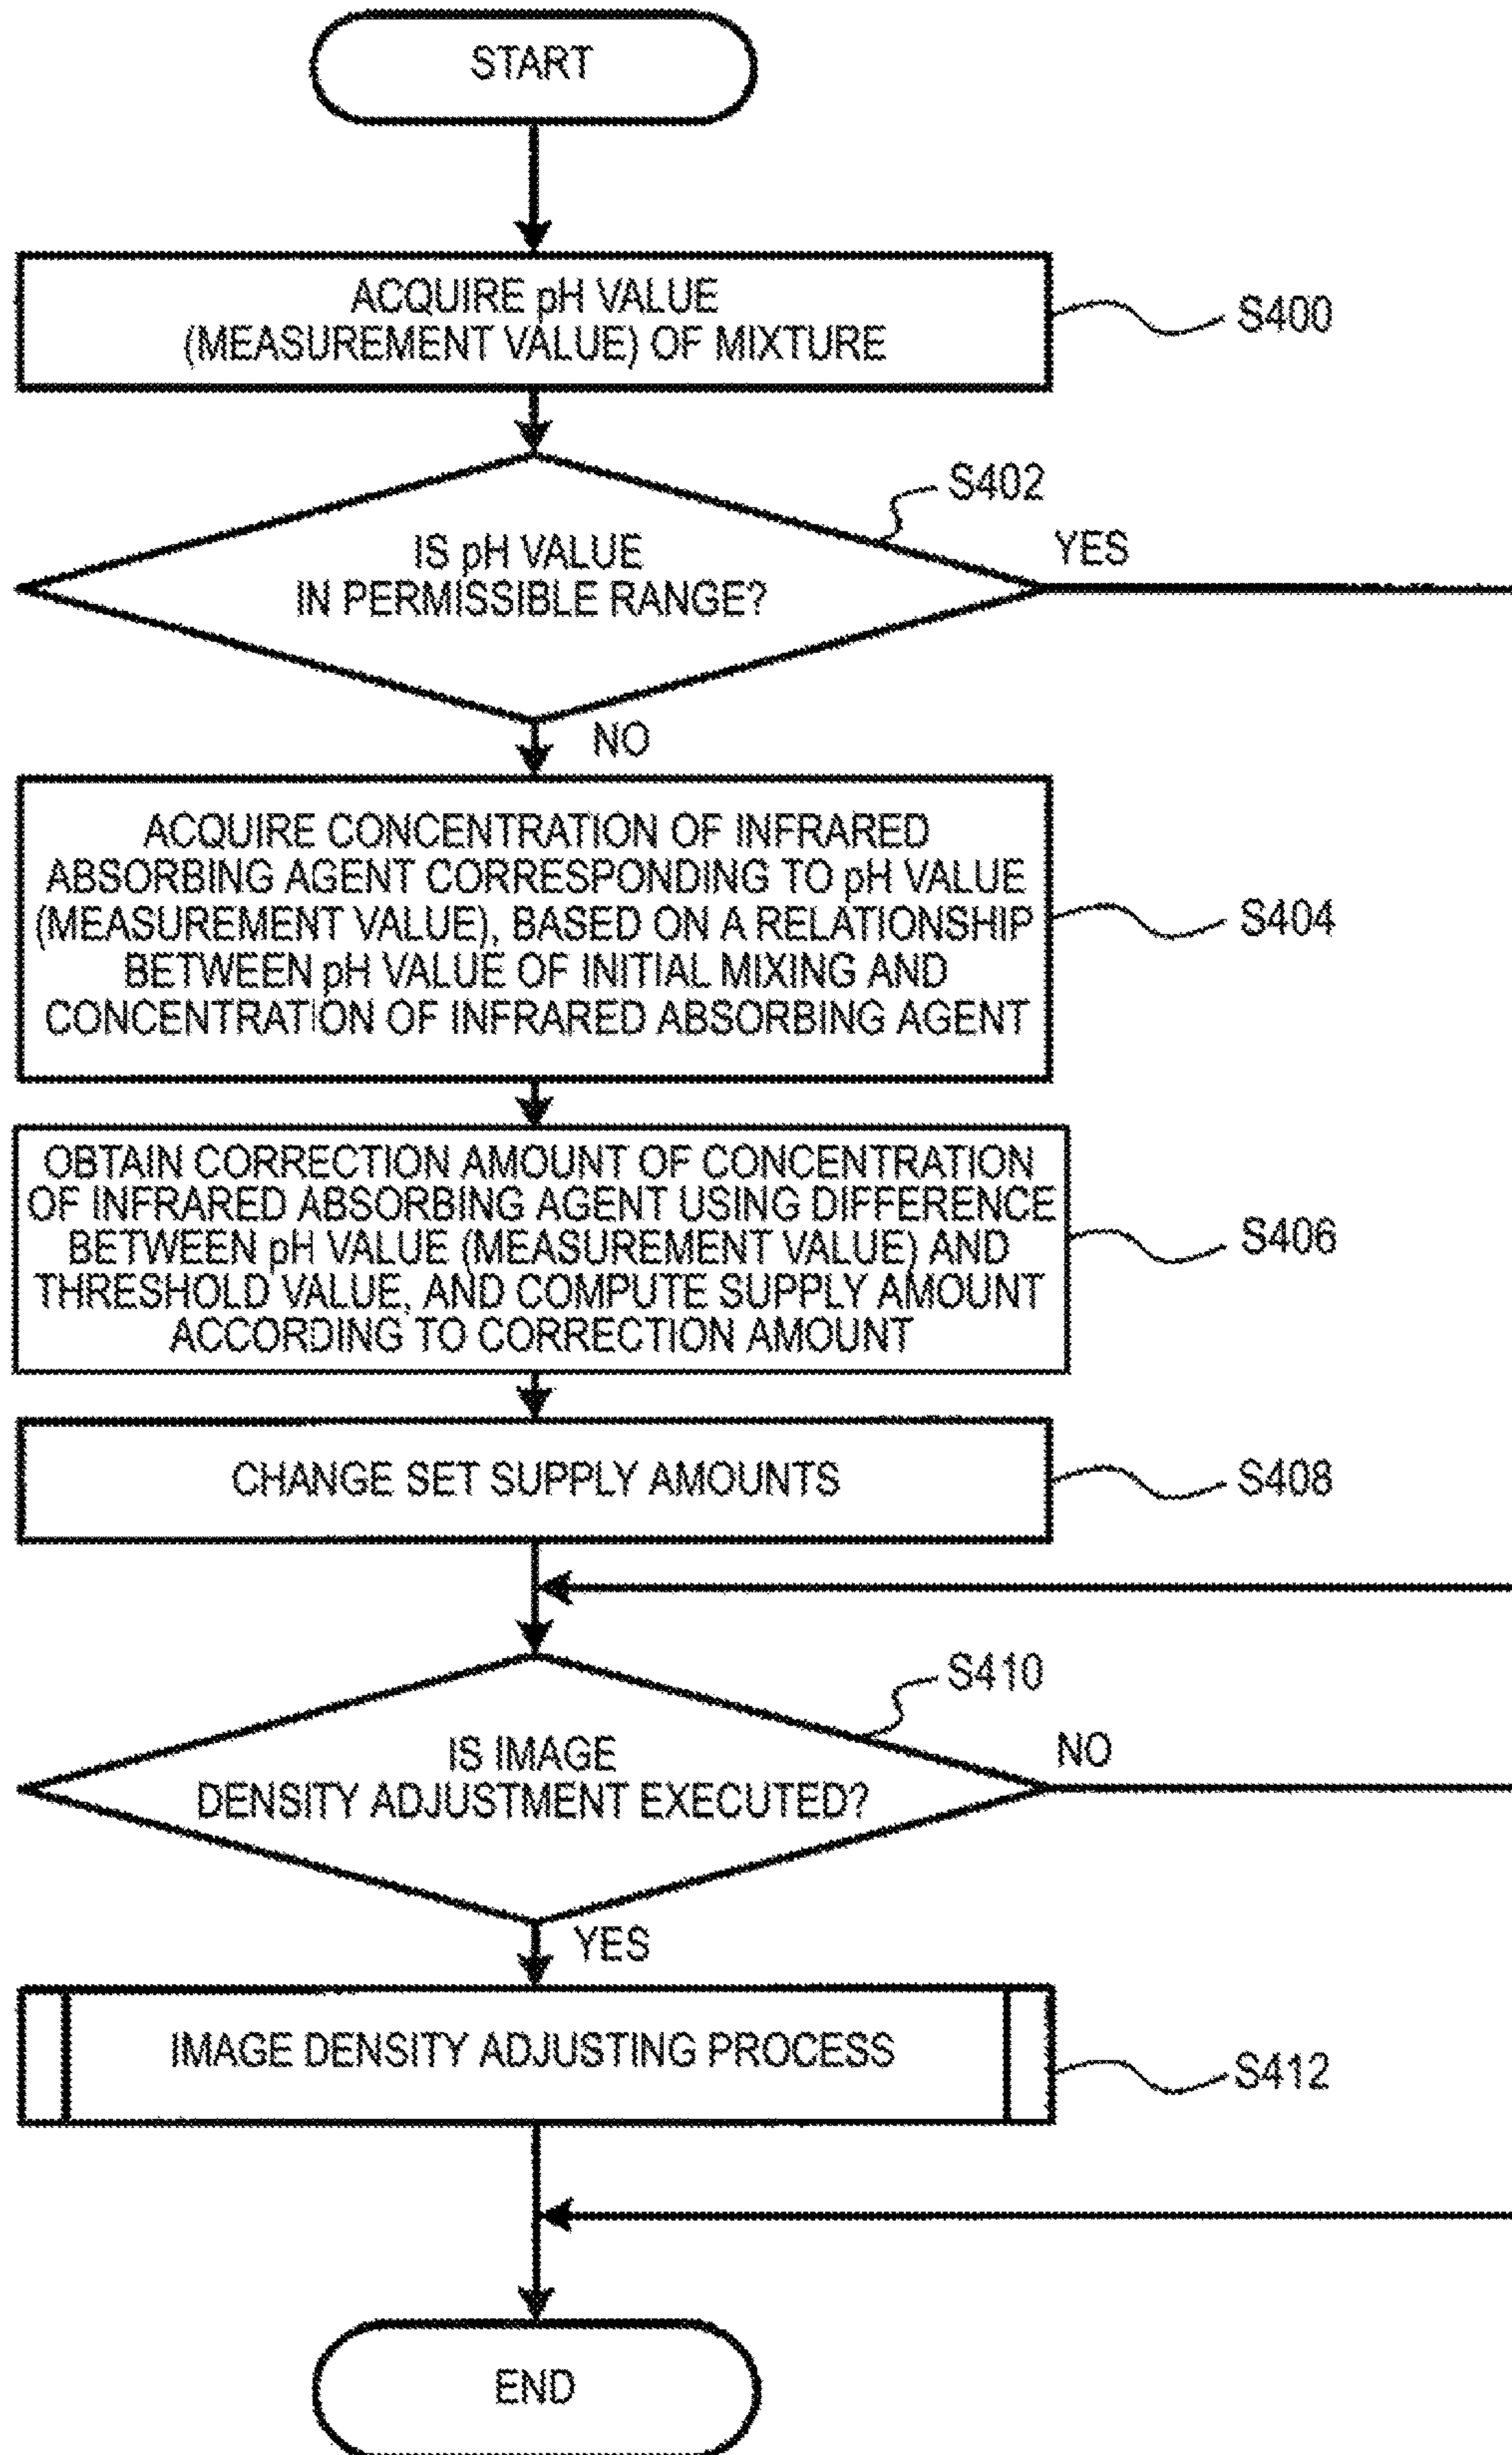 START
ACQUIRE pH VALUE
(MEASUREMENT VALUE) OF MIXTURE
S400
S402
IS pH VALUE
IN PERMISSIBLE RANGE?
YES
NO
ACQUIRE CONCENTRATION OF INFRARED
ABSORBING AGENT CORRESPONDING TO pH VALUE
(MEASUREMENT VALUE), BASED ON A RELATIONSHIP
BETWEEN pH VALUE OF INITIAL MIXING AND
CONCENTRATION OF INFRARED ABSORBING AGENT
S404
OBTAIN CORRECTION AMOUNT OF CONCENTRATION
OF INFRARED ABSORBING AGENT USING DIFFERENCE
BETWEEN pH VALUE (MEASUREMENT VALUE) AND
THRESHOLD VALUE, AND COMPUTE SUPPLY AMOUNT
ACCORDING TO CORRECTION AMOUNT
S406
CHANGE SET SUPPLY AMOUNTS
S408
S410
IS IMAGE
DENSITY ADJUSTMENT EXECUTED?
NO
YES
IMAGE DENSITY ADJUSTING PROCESS
S412
END